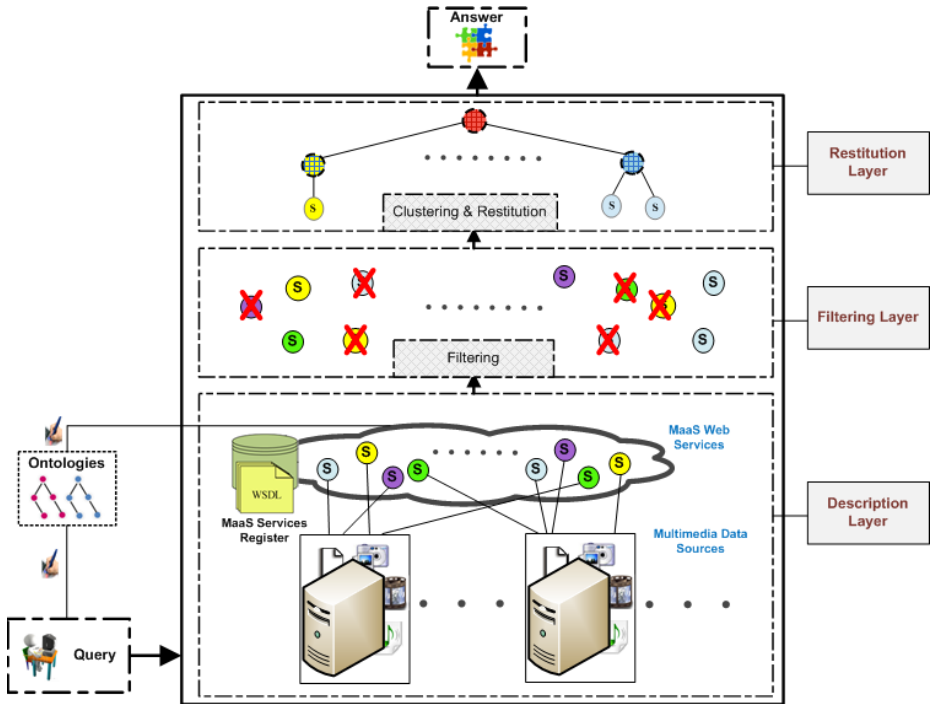 Answer
S
S
S
Clustering & Restitution
Restitution
Layer
S
S
S
S
S
S
Filtering
Filtering Layer
MaaS Web
Services
S
S
S
S
S
S
S
S
WSDL
MaaS Services
Register
Multimedia Data
Sources
Description
Layer
Ontologies
Query